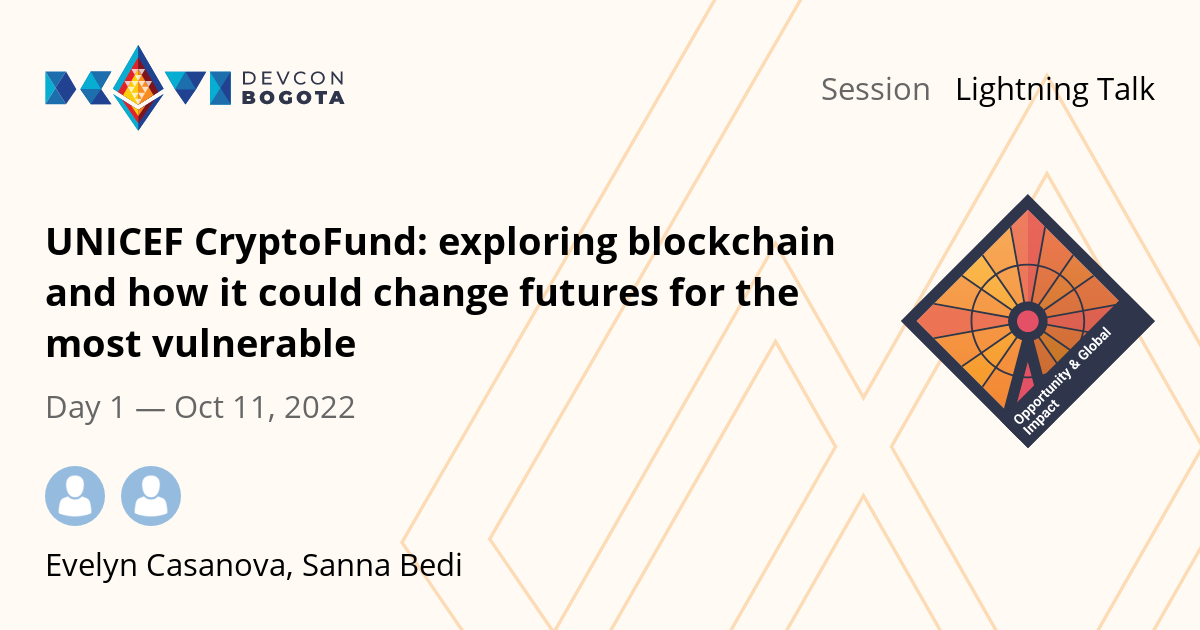 DEVCON
BOGOTA
Session Lightning Talk
UNICEF CryptoFund: exploring blockchain
and how it could change futures for the
most vulnerable
Day 1 — Oct 11, 2022
Opportunity & Global
Impact
Evelyn Casanova, Sanna Bedi